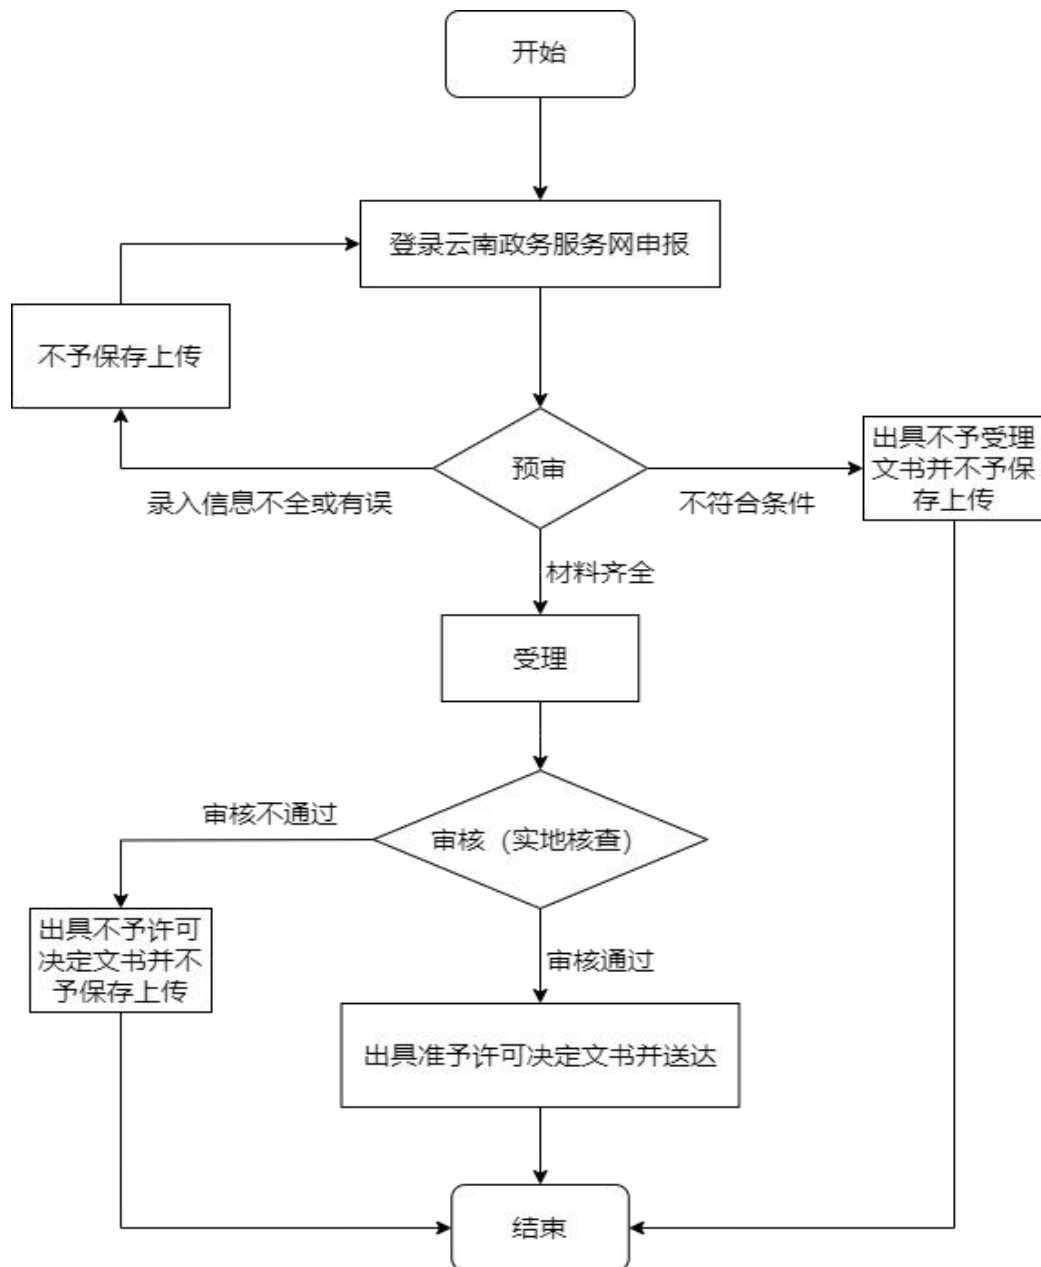 开始
登录云南政务服务网申报
不予保存上传
预审
出具不予受理
文书并不予保
存上传
录入信息不全或有误
不符合条件
材料齐全
受理
审核不通过
审核（实地核查）
出具不予许可
决定文书并不
予保存上传
审核通过
出具准予许可决定文书并送达
结束